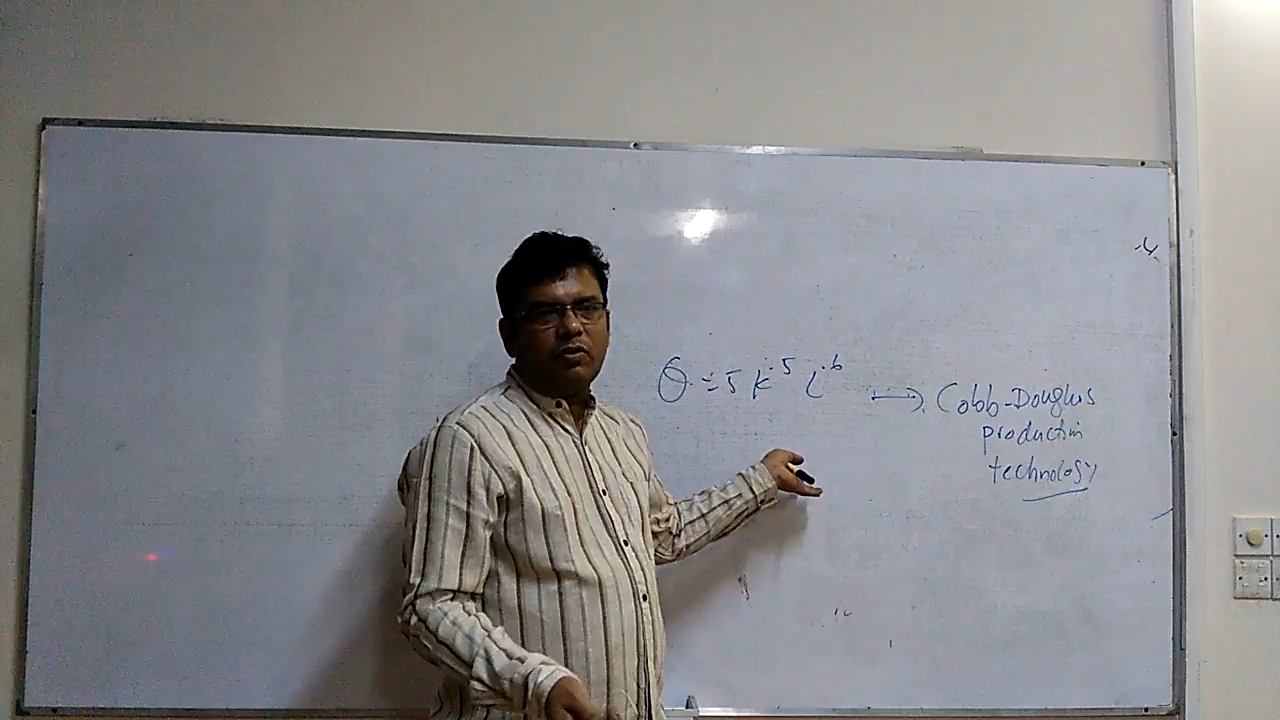 Q = 5 K^.5 L^.6 → Cobb-Douglas
production
technology